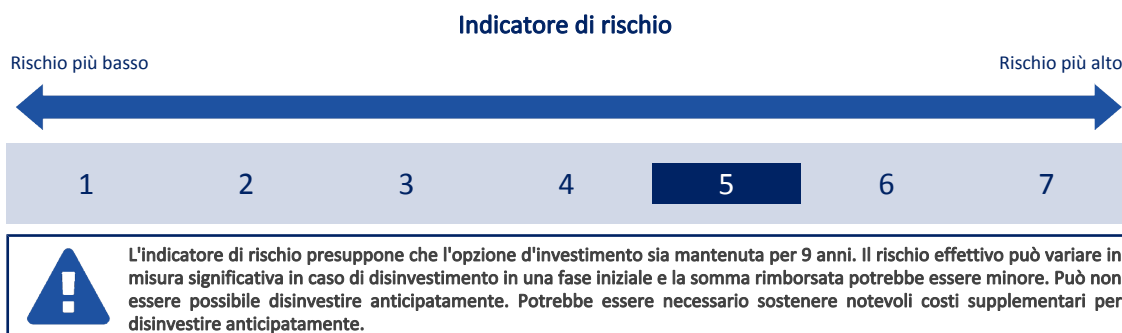 Indicatore di rischio
Rischio più basso Rischio più alto
1 2 3 4 5 6 7
L'indicatore di rischio presuppone che l'opzione d'investimento sia mantenuta per 9 anni. Il rischio effettivo può variare in
misura significativa in caso di disinvestimento in una fase iniziale e la somma rimborsata potrebbe essere minore. Può non
essere possibile disinvestire anticipatamente. Potrebbe essere necessario sostenere notevoli costi supplementari per
disinvestire anticipatamente.